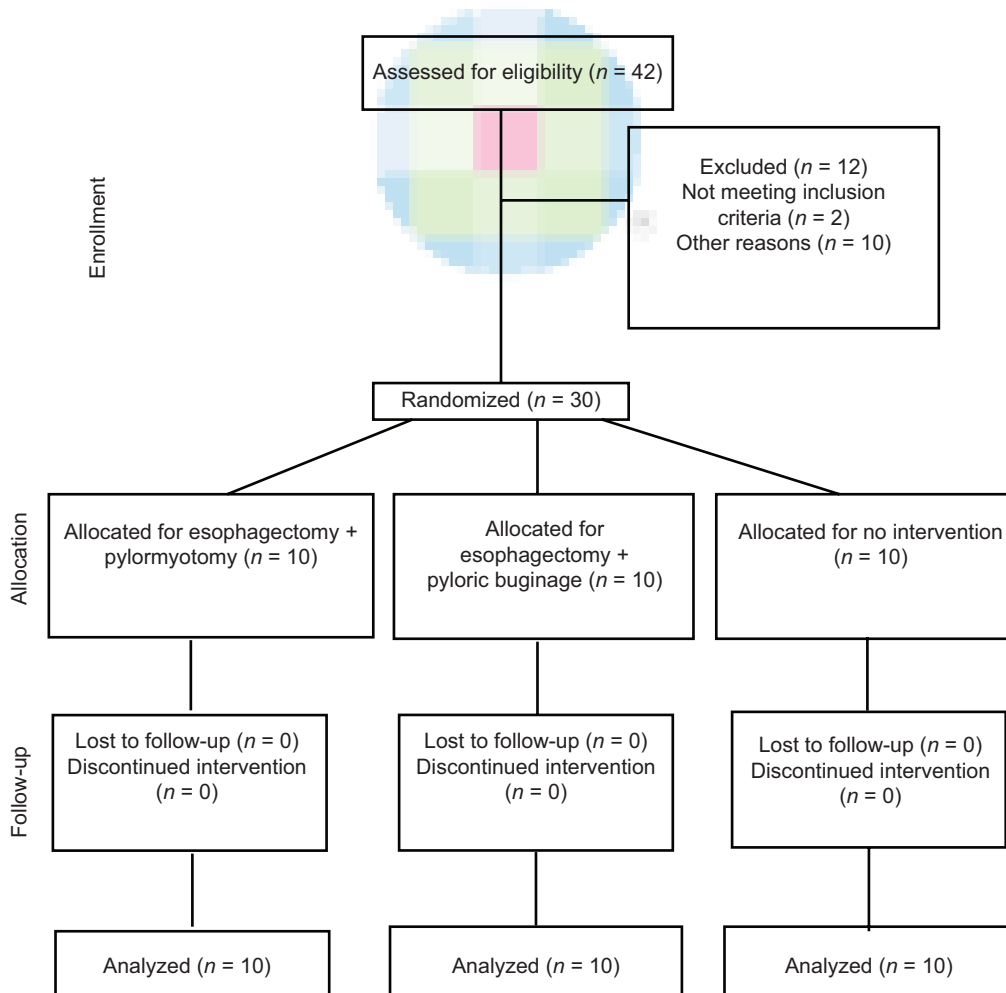 Assessed for eligibility (n = 42)
Enrollment
Excluded (n = 12)
Not meeting inclusion
criteria (n = 2)
Other reasons (n = 10)
Randomized (n = 30)
Allocation
Allocated for esophagectomy +
pylormyotomy (n = 10)
Allocated for
esophagectomy +
pyloric buginage (n = 10)
Allocated for no intervention
(n = 10)
Follow-up
Lost to follow-up (n = 0)
Discontinued intervention
(n = 0)
Lost to follow-up (n = 0)
Discontinued intervention
(n = 0)
Lost to follow-up (n = 0)
Discontinued intervention
(n = 0)
Analyzed (n = 10)
Analyzed (n = 10)
Analyzed (n = 10)